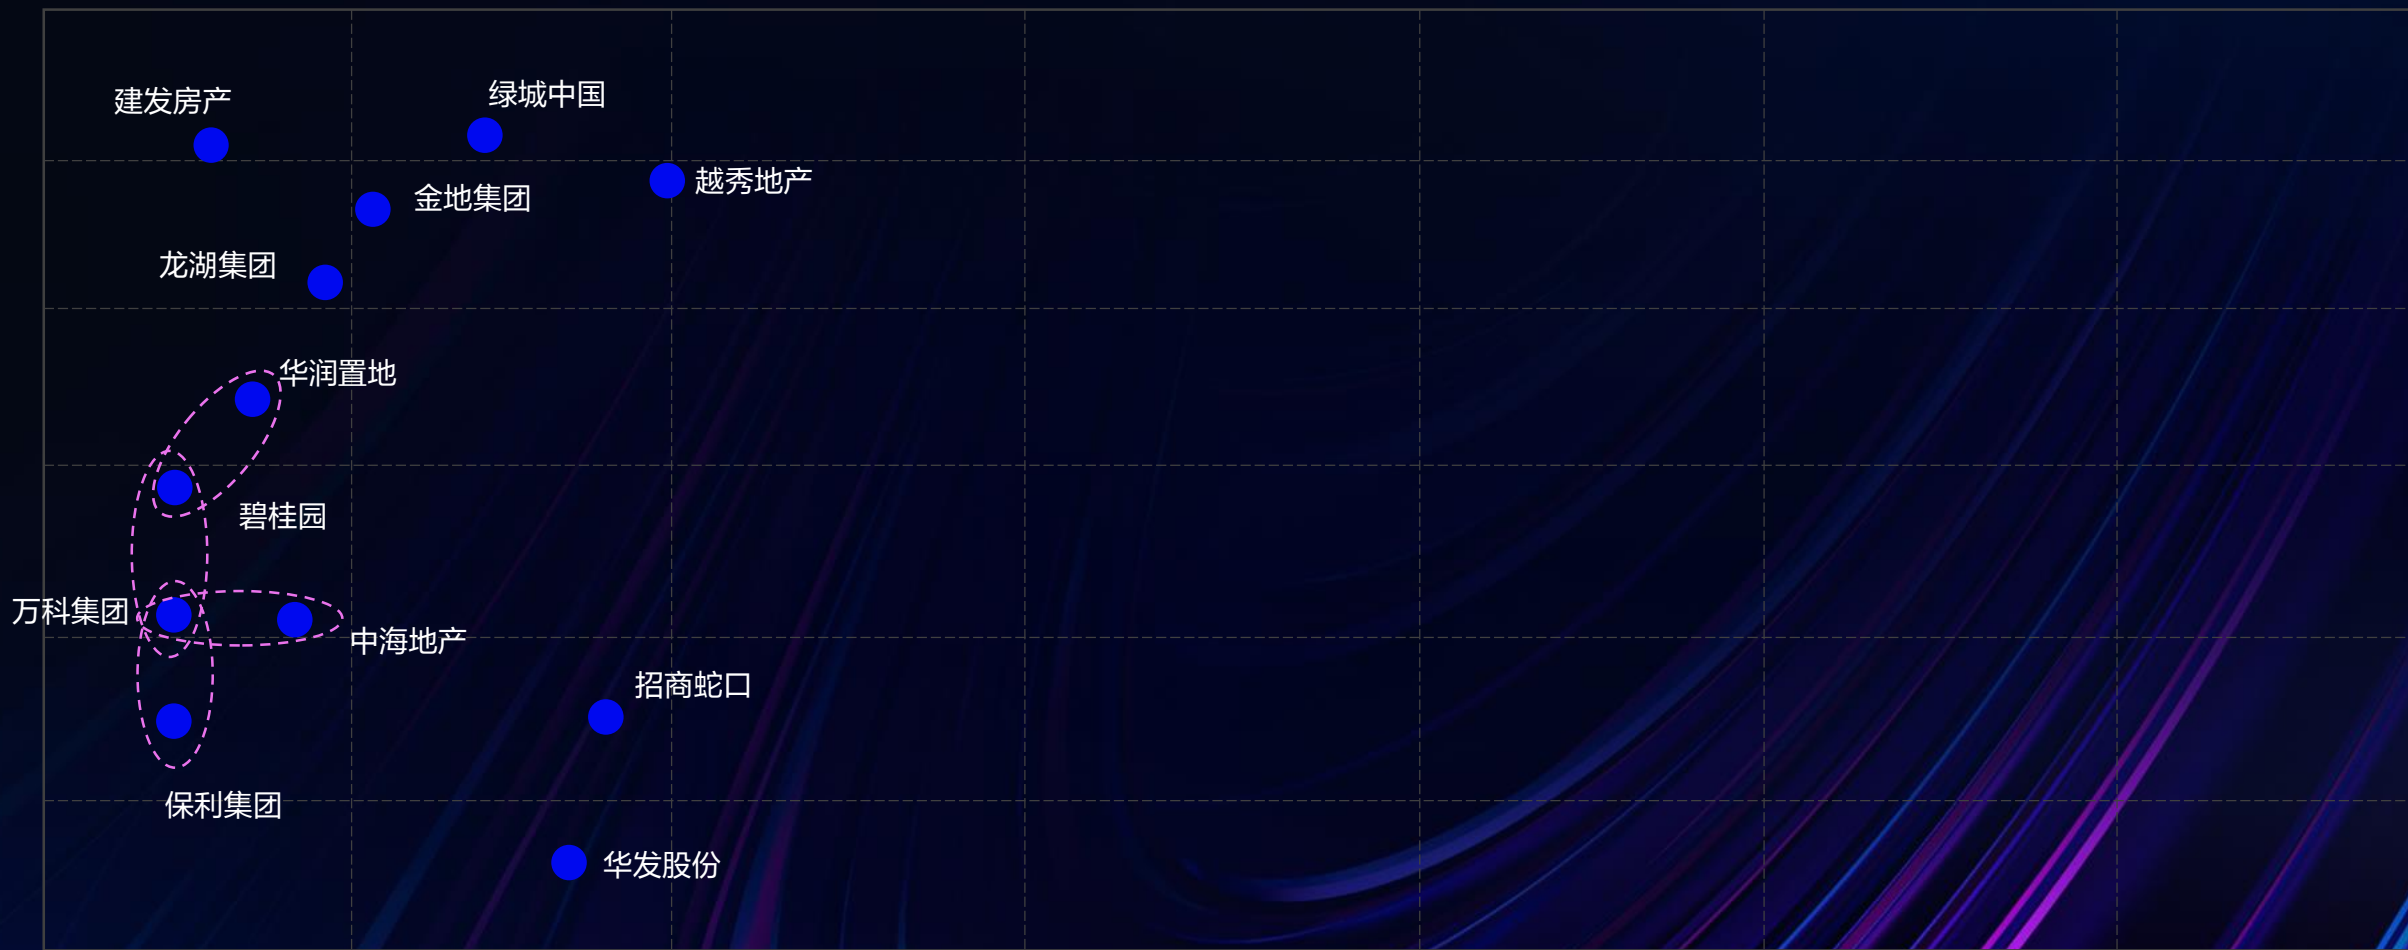 绿城中国
建发房产
越秀地产
金地集团
龙湖集团
华润置地
碧桂园
万科集团
中海地产
招商蛇口
保利集团
华发股份